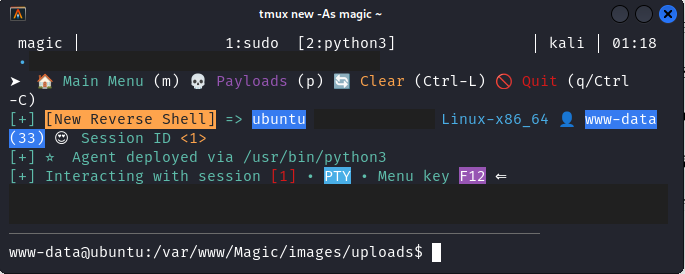 tmux new -As magic ~
magic | 1:sudo [2:python3] | kali | 01:18
•
➤ 🏠 Main Menu (m) 💀 Payloads (p) 🔄 Clear (Ctrl-L) 🚫 Quit (q/Ctrl
-C)
[+] [New Reverse Shell] => ubuntu Linux-x86_64 👤 www-data
(33) 😍 Session ID <1>
[+] ⭐ Agent deployed via /usr/bin/python3
[+] Interacting with session [1] • PTY • Menu key F12 ⇐
www-data@ubuntu:/var/www/Magic/images/uploads$